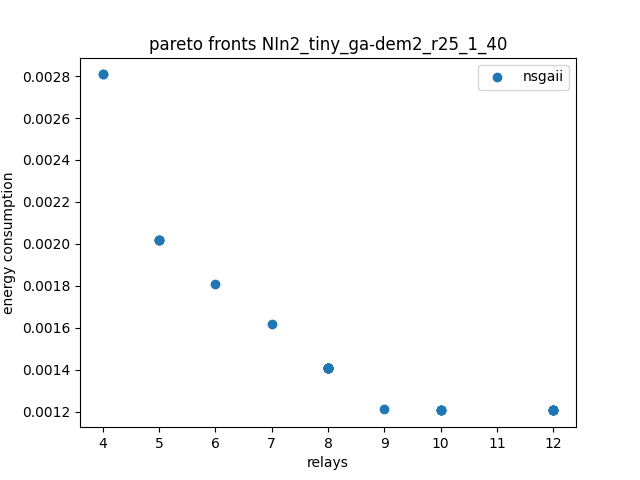 pareto fronts NIn2_tiny_ga-dem2_r25_1_40
nsgaii
0.0028
0.0026
0.0024
0.0022
0.0020
0.0018
0.0016
0.0014
0.0012
energy consumption
4 5 6 7 8 9 10 11 12
relays